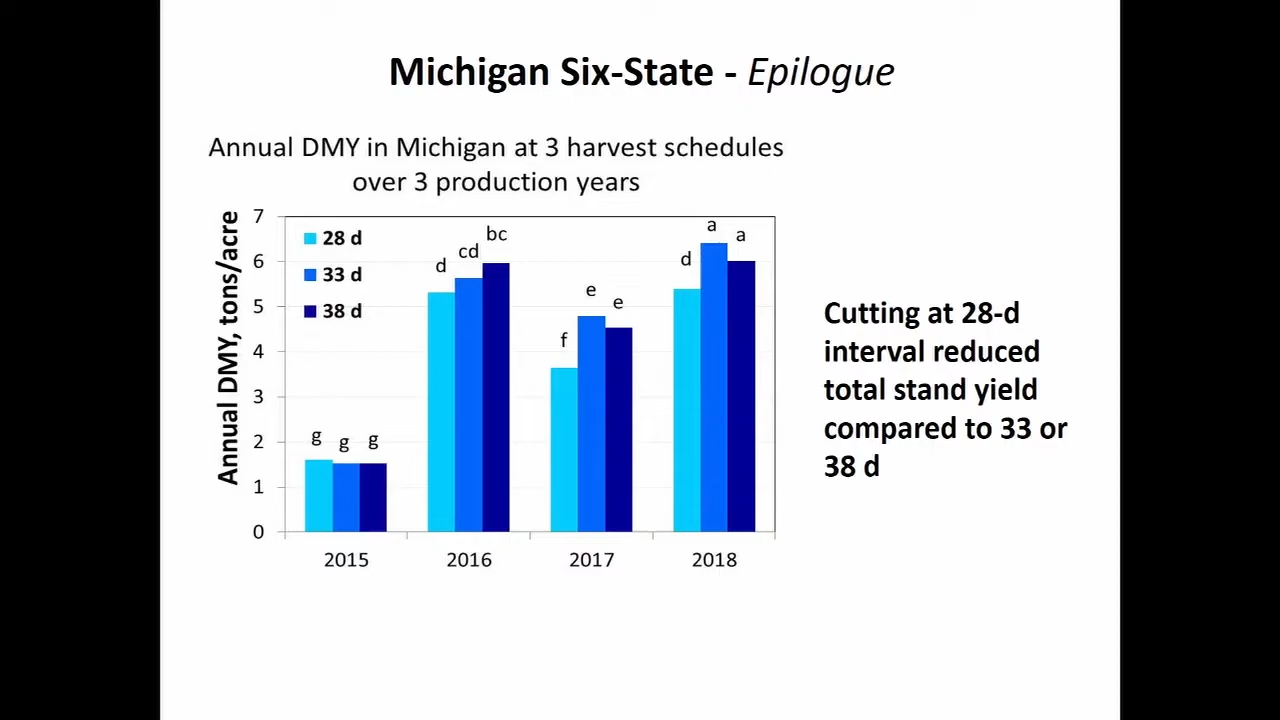 Michigan Six-State - Epilogue
Annual DMY in Michigan at 3 harvest schedules
over 3 production years
Annual DMY, tons/acre
7
6
5
4
3
2
1
0
28 d
33 d
38 d
g
g
g
d
cd
bc
f
e
e
d
a
a
2015
2016
2017
2018
Cutting at 28-d
interval reduced
total stand yield
compared to 33 or
38 d